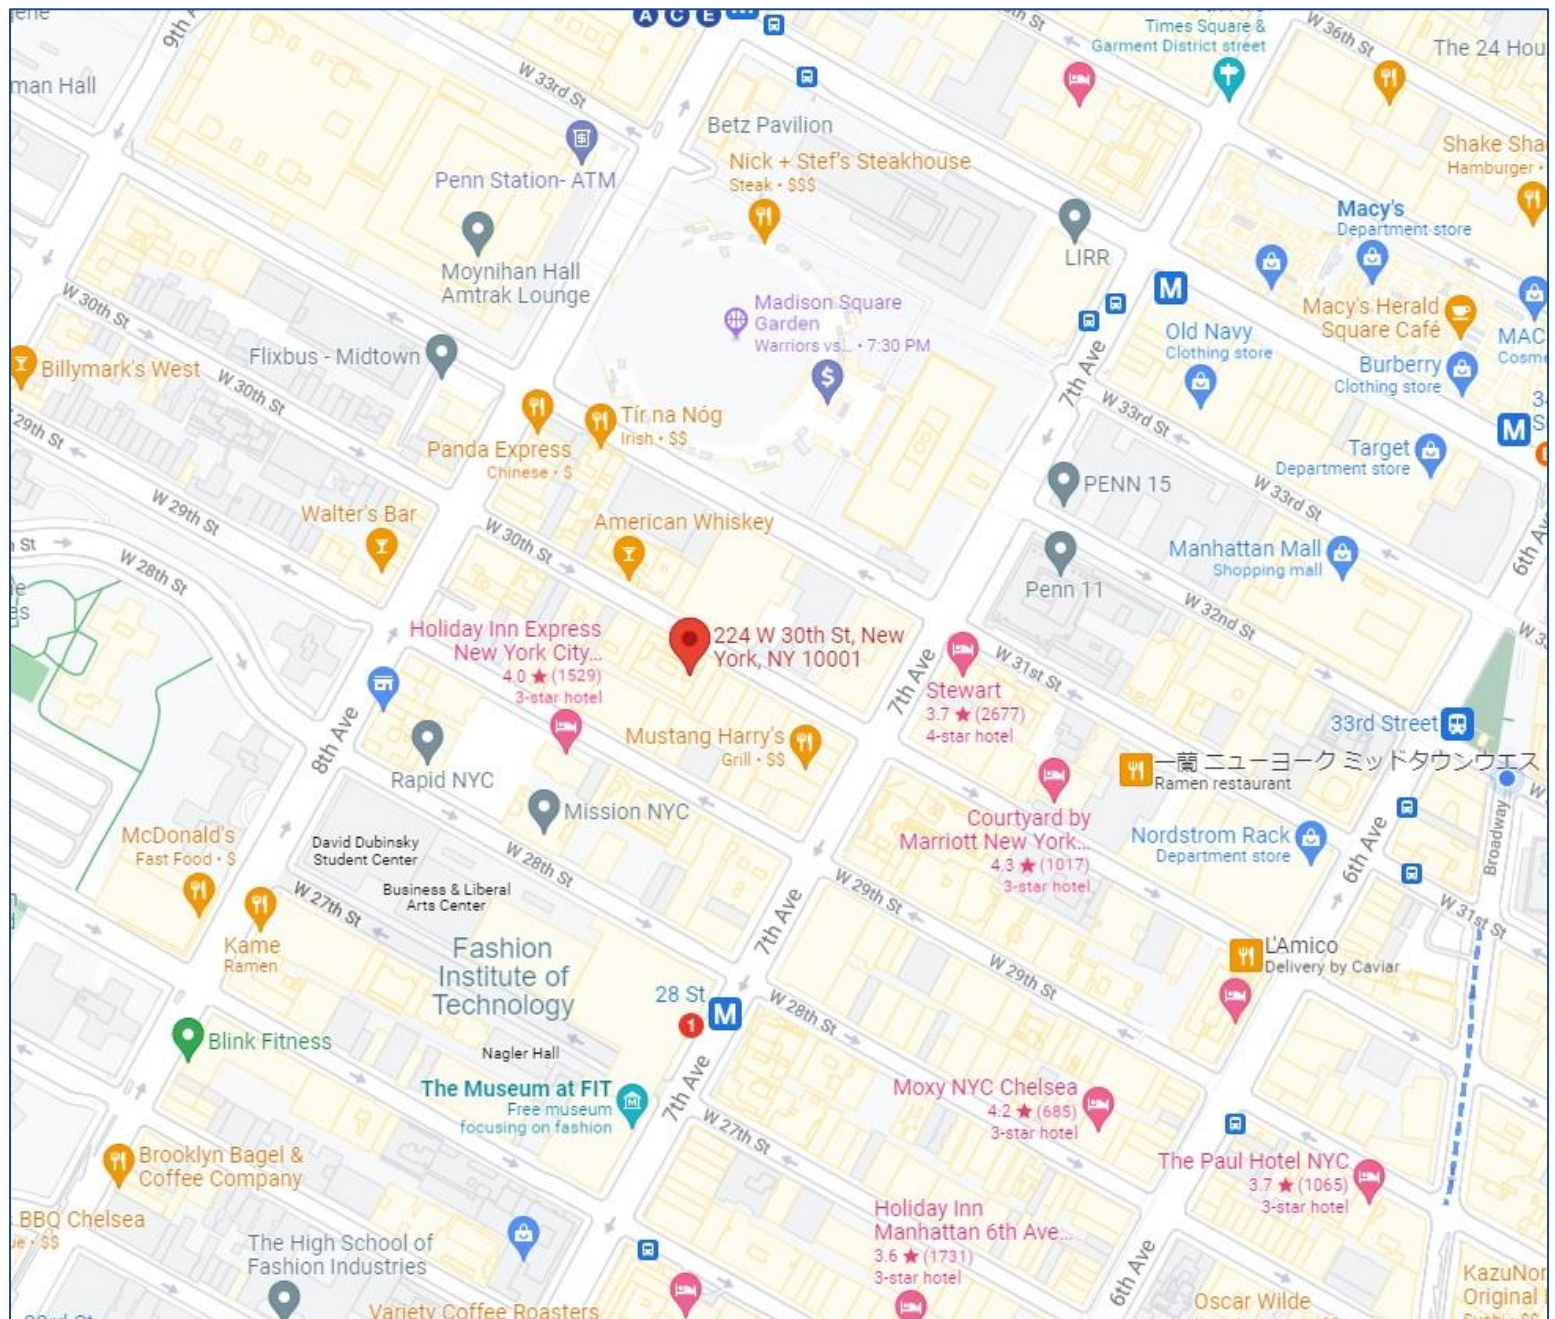 9th
A C E
W 33rd St
Times Square &
Garment District street
W 36th St
The 24 Hou
man Hall
Penn Station- ATM
Betz Pavilion
Nick + Stef's Steakhouse
Steak • $$$
Shake Sha
Hamburger •
Macy's
Department store
Moynihan Hall
Amtrak Lounge
LIRR
M
W 30th St
Madison Square
Garden
Warriors vs... • 7:30 PM
Macy's Herald
Square Café
MAC
Cosme
Old Navy
Clothing store
Burberry
Clothing store
Billymark's West
Flixbus - Midtown
W 30th St
7th Ave
W 33rd St
M
29th St
Panda Express
Chinese • $
Tír na Nóg
Irish • $$
Target
Department store
PENN 15
W 33rd St
W 29th St
Walter's Bar
W 30th St
American Whiskey
Manhattan Mall
Shopping mall
6th Av
St
W 28th St
Penn 11
W 32nd St
Holiday Inn Express
New York City...
4.0 ★ (1529)
3-star hotel
224 W 30th St, New
York, NY 10001
7th Ave
W 31st St
Stewart
3.7 ★ (2677)
4-star hotel
33rd Street
8th Ave
Rapid NYC
Mustang Harry's
Grill • $$
一蘭 ニューヨーク ミッドタウンウエス
Ramen restaurant
Mission NYC
Courtyard by
Marriott New York...
4.3 ★ (1017)
3-star hotel
Nordstrom Rack
Department store
6th Ave
Broadway
McDonald's
Fast Food • $
David Dubinsky
Student Center
W 28th St
Business & Liberal
Arts Center
W 27th St
W 29th St
W 31st St
Kame
Ramen
Fashion
Institute of
Technology
7th Ave
L'Amico
Delivery by Caviar
W 29th St
28 St
M
1
W 28th St
Blink Fitness
Nagler Hall
The Museum at FIT
Free museum
focusing on fashion
7th Ave
Moxy NYC Chelsea
4.2 ★ (685)
3-star hotel
W 27th St
Brooklyn Bagel &
Coffee Company
The Paul Hotel NYC
3.7 ★ (1065)
3-star hotel
BBQ Chelsea
$$
The High School of
Fashion Industries
Holiday Inn
Manhattan 6th Ave...
3.6 ★ (1731)
3-star hotel
6th Ave
KazuNor
Original
Variety Coffee Roasters
Oscar Wilde